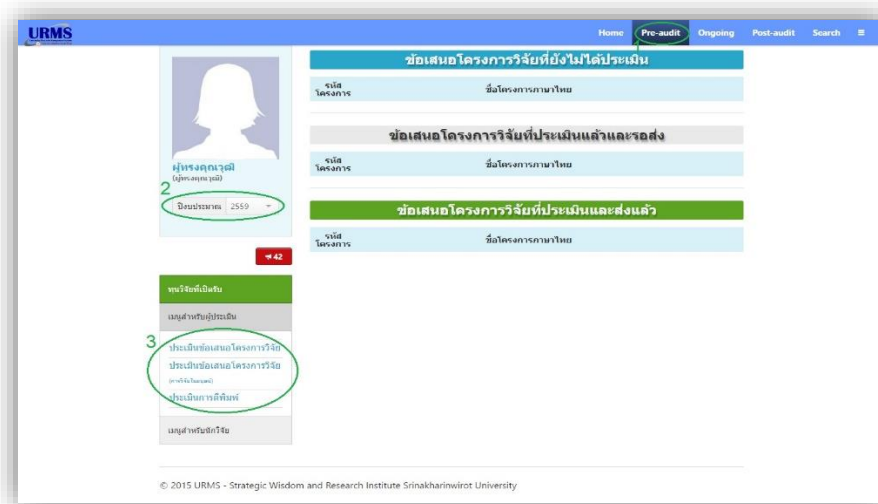 URMS
Home Pre-audit Ongoing Post-audit Search
1
ข้อเสนอโครงการวิจัยที่ยังไม่ได้ประเมิน
รหัส
โครงการ
ชื่อโครงการภาษาไทย
ข้อเสนอโครงการวิจัยที่ประเมินแล้วและรอส่ง
รหัส
โครงการ
ชื่อโครงการภาษาไทย
ข้อเสนอโครงการวิจัยที่ประเมินและส่งแล้ว
รหัส
โครงการ
ชื่อโครงการภาษาไทย
ผู้ทรงคุณวุฒิ
(ผู้ทรงคุณวุฒิ)
2
ปีงบประมาณ 2559
42
ทุนวิจัยที่เปิดรับ
เมนูสำหรับผู้ประเมิน
3
ประเมินข้อเสนอโครงการวิจัย
ประเมินข้อเสนอโครงการวิจัย
(การวิจัยในมนุษย์)
ประเมินการตีพิมพ์
เมนูสำหรับนักวิจัย
© 2015 URMS - Strategic Wisdom and Research Institute Srinakharinwirot University